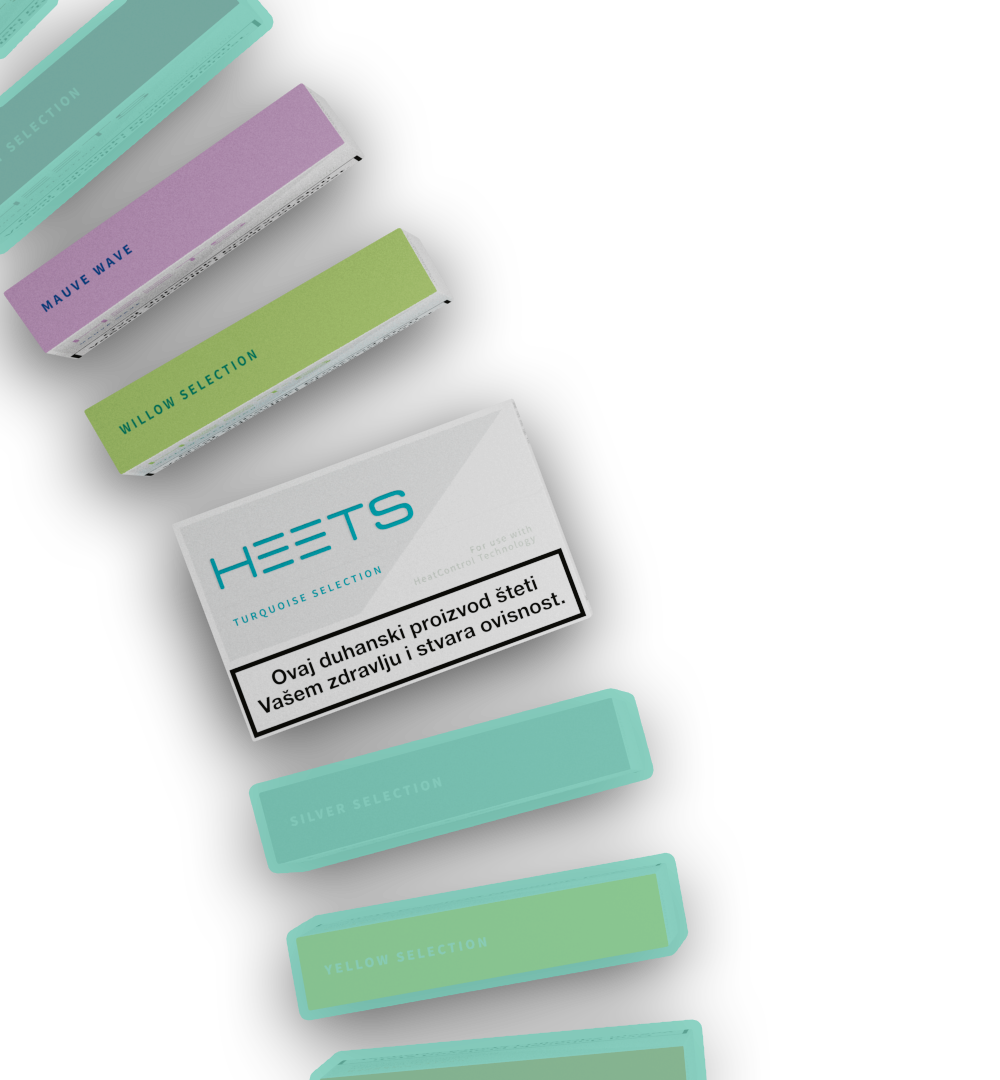 SELECTION
MAUVE WAVE
WILLOW SELECTION
HEETS
TURQUOISE SELECTION
For use with
HeatControl Technology
Ovaj duhanski proizvod šteti
Vašem zdravlju i stvara ovisnost.
SILVER SELECTION
YELLOW SELECTION